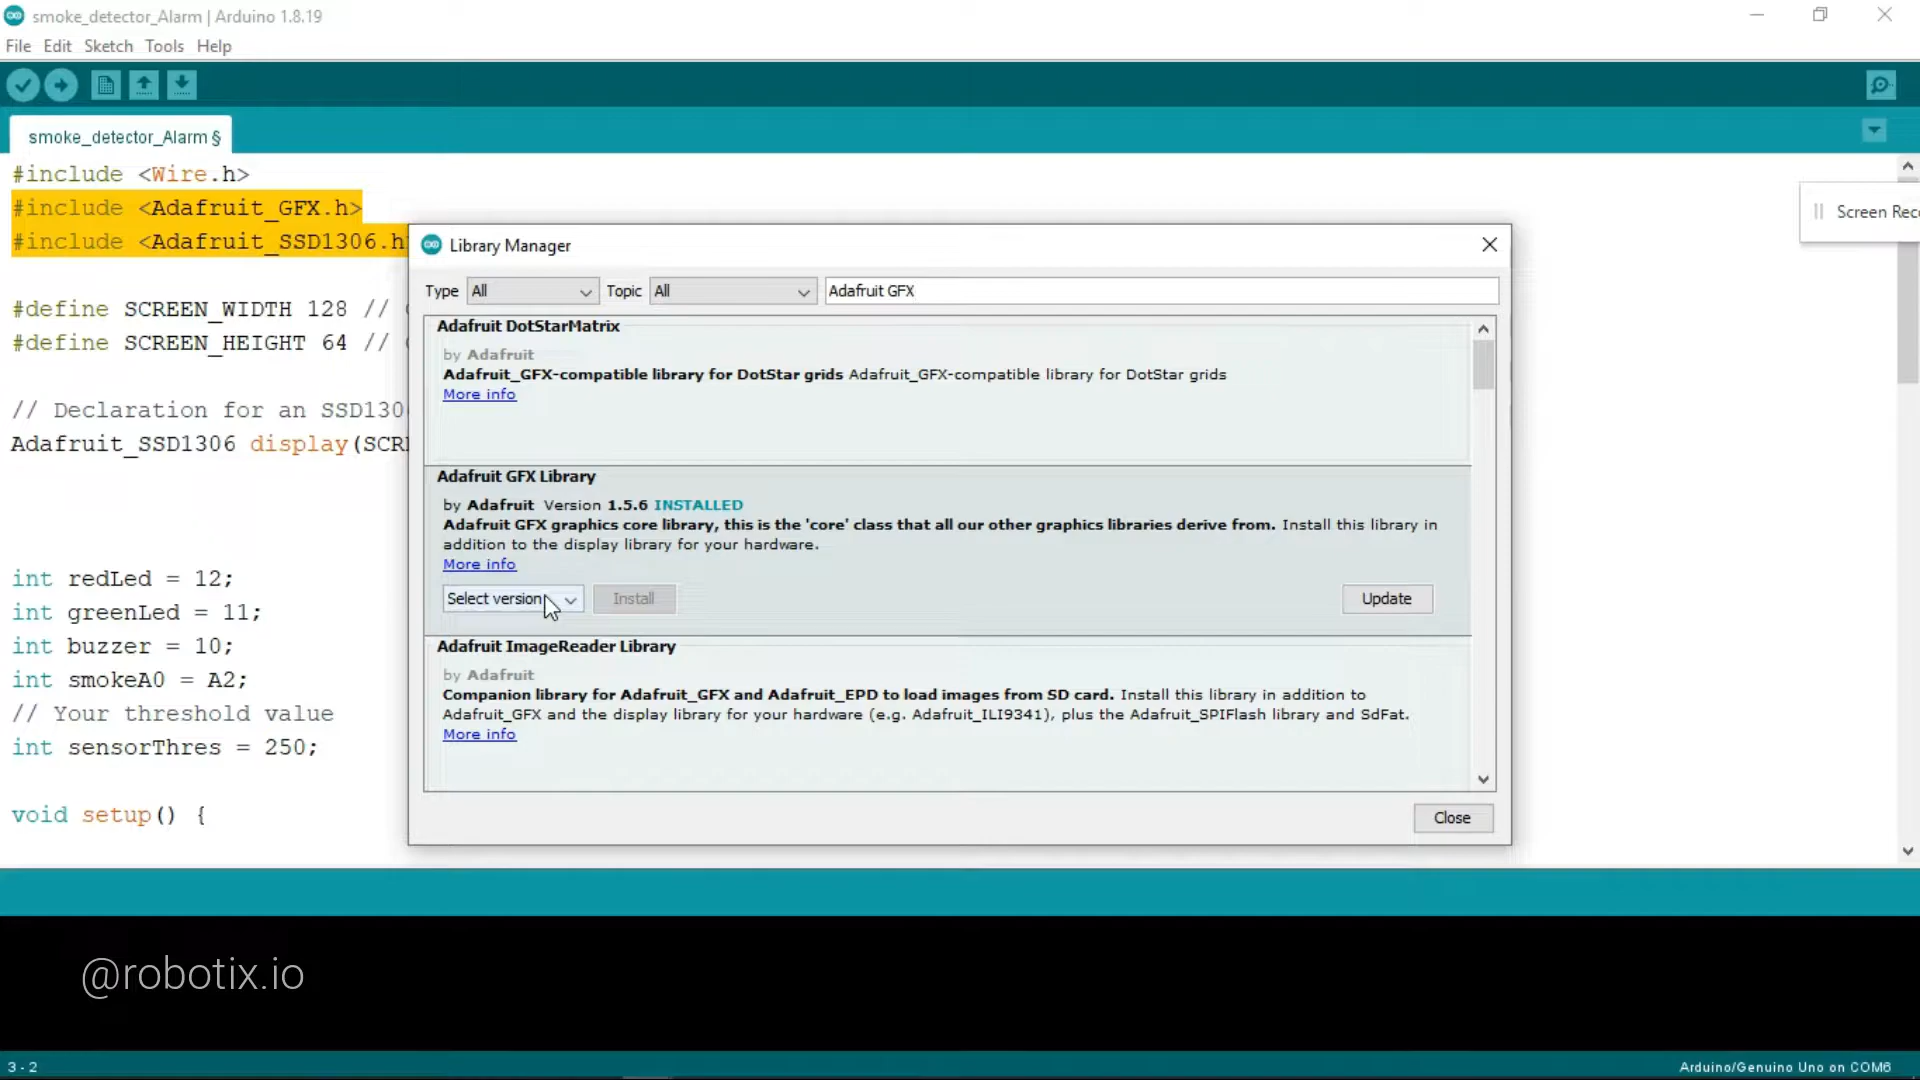 smoke_detector_Alarm | Arduino 1.8.19
File Edit Sketch Tools Help
smoke_detector_Alarm §
#include <Wire.h>
#include <Adafruit_GFX.h>
#include <Adafruit_SSD1306.h
#define SCREEN_WIDTH 128 //
#define SCREEN_HEIGHT 64 //
// Declaration for an SSD130
Adafruit_SSD1306 display(SCR
int redLed = 12;
int greenLed = 11;
int buzzer = 10;
int smokeA0 = A2;
// Your threshold value
int sensorThres = 250;
void setup() {
Screen Rec
Library Manager
Type All Topic All Adafruit GFX
Adafruit DotStarMatrix
by Adafruit
Adafruit_GFX-compatible library for DotStar grids Adafruit_GFX-compatible library for DotStar grids
More info
Adafruit GFX Library
by Adafruit Version 1.5.6 INSTALLED
Adafruit GFX graphics core library, this is the 'core' class that all our other graphics libraries derive from. Install this library in
addition to the display library for your hardware.
More info
Select version Install Update
Adafruit ImageReader Library
by Adafruit
Companion library for Adafruit_GFX and Adafruit_EPD to load images from SD card. Install this library in addition to
Adafruit_GFX and the display library for your hardware (e.g. Adafruit_ILI9341), plus the Adafruit_SPIFlash library and SdFat.
More info
Close
@robotix.io
3 - 2
Arduino/Genuino Uno on COM6